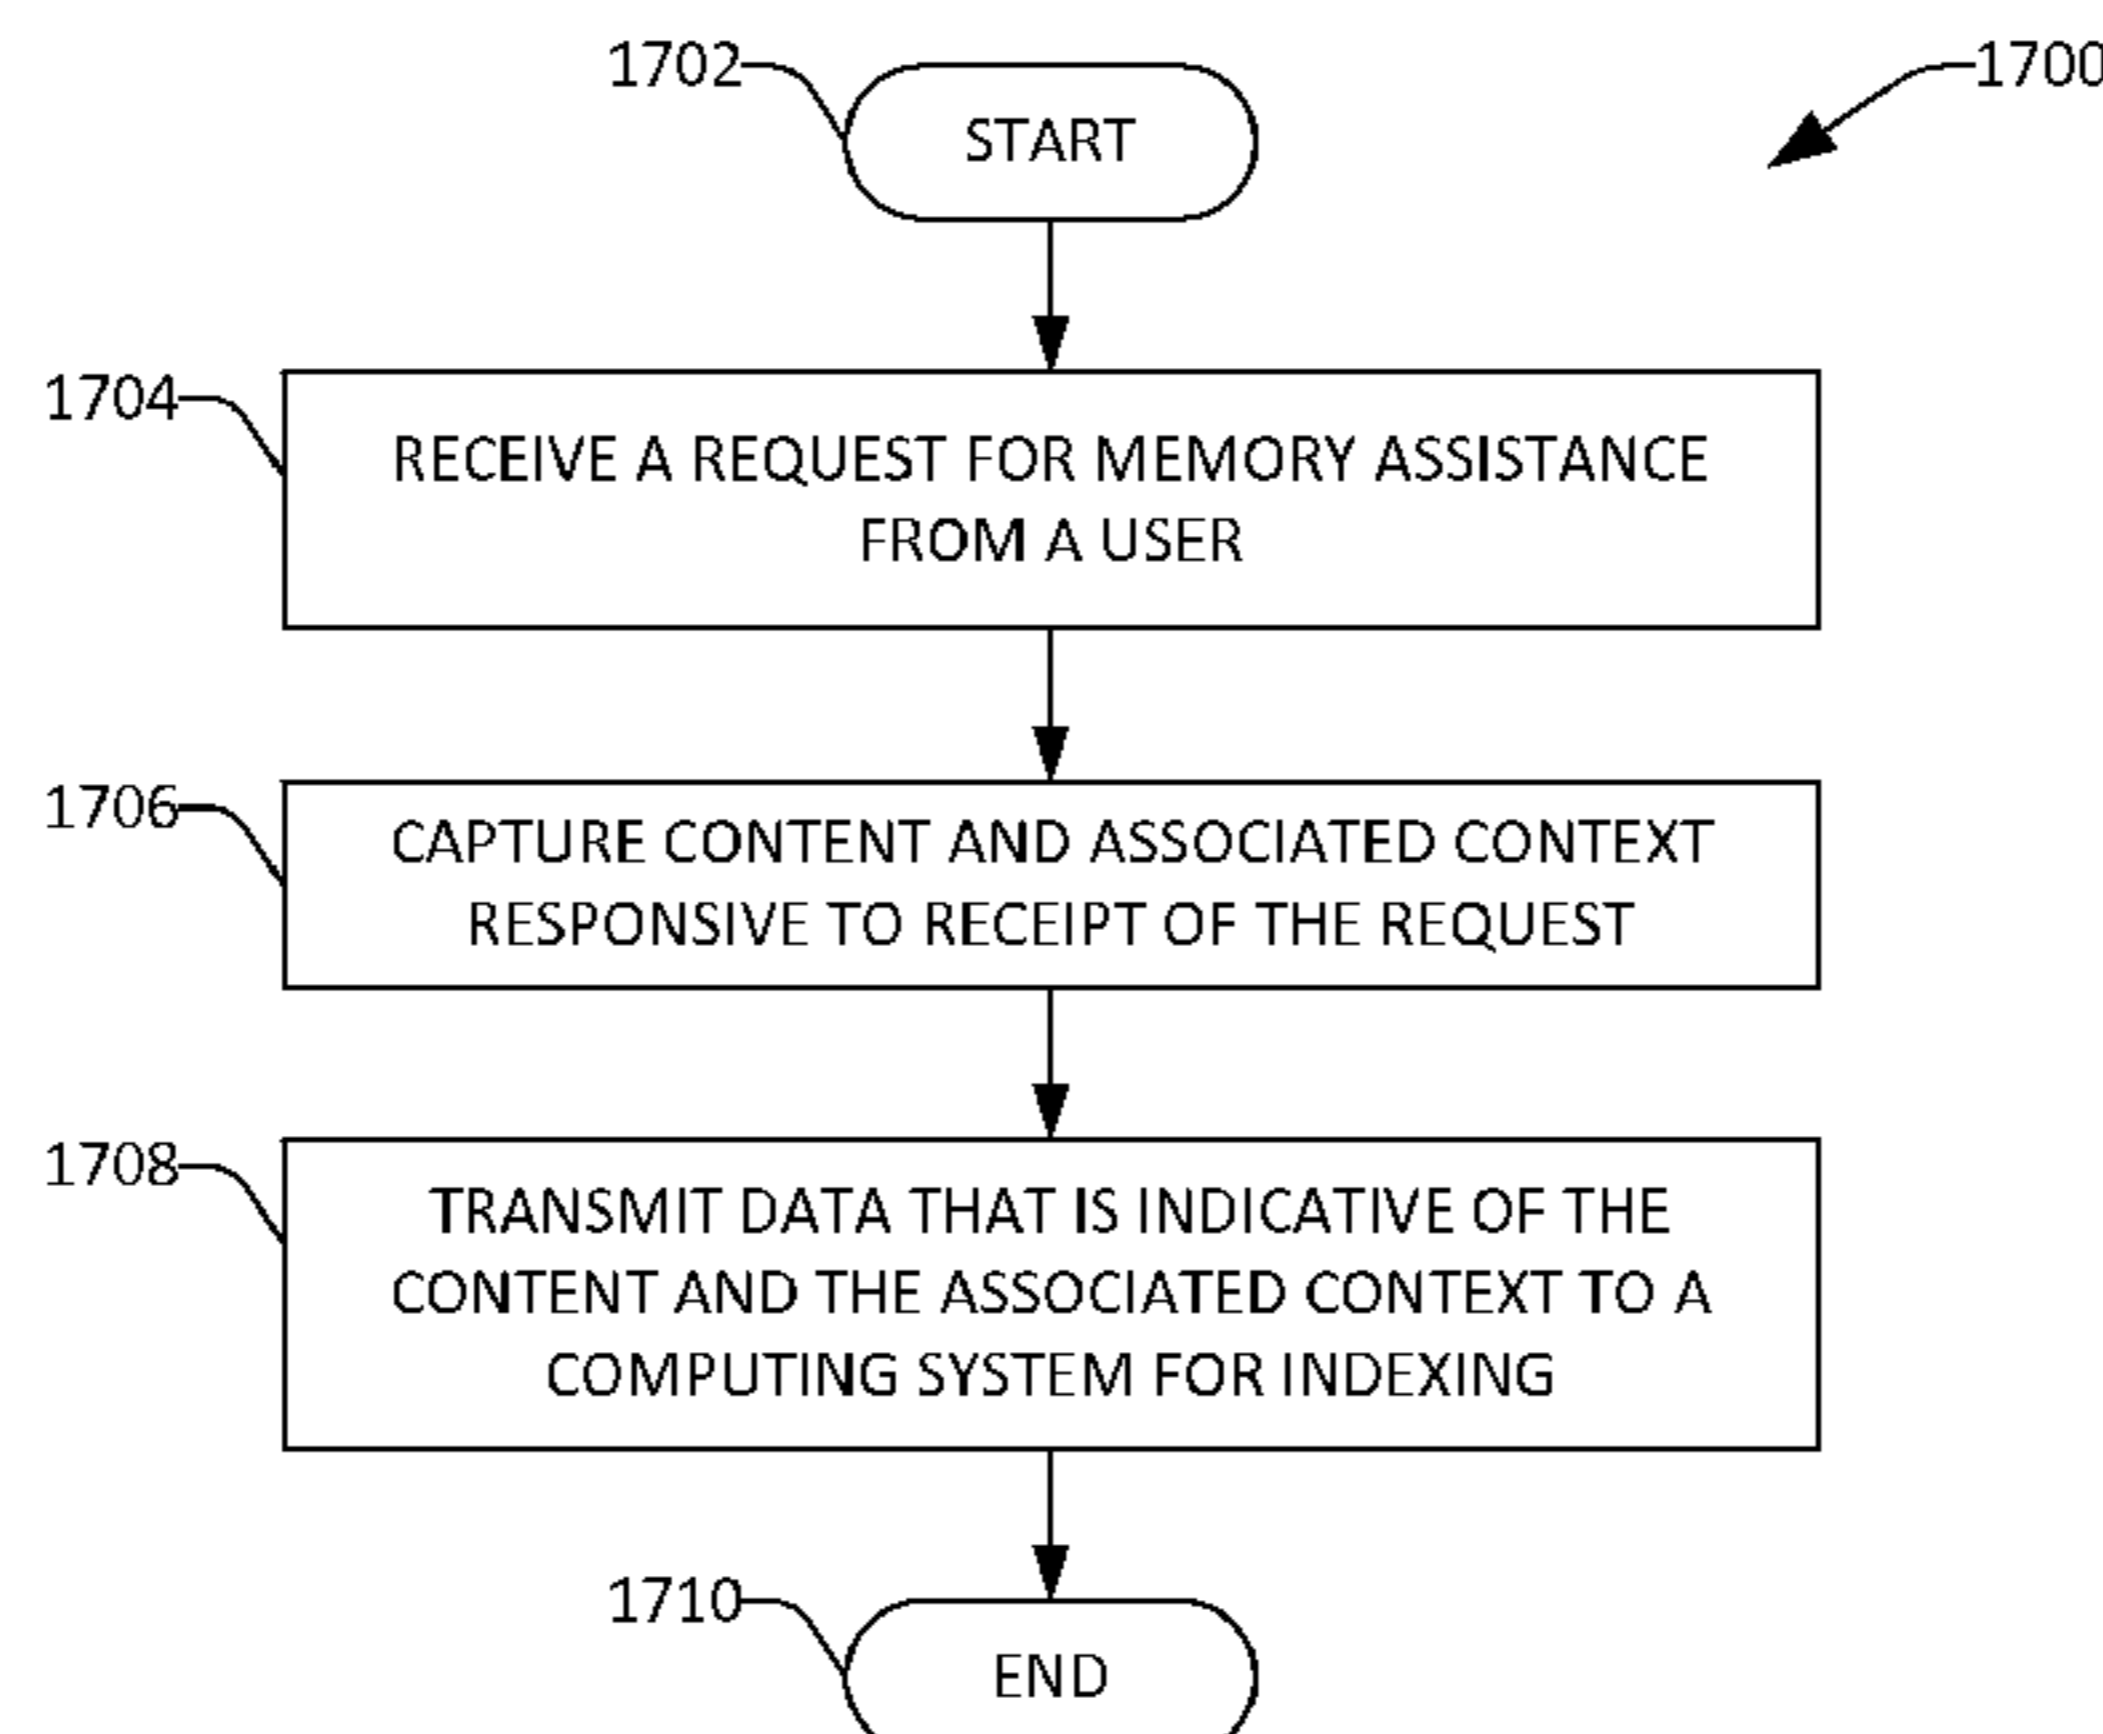 1702
1700
START
1704
RECEIVE A REQUEST FOR MEMORY ASSISTANCE
FROM A USER
1706
CAPTURE CONTENT AND ASSOCIATED CONTEXT
RESPONSIVE TO RECEIPT OF THE REQUEST
1708
TRANSMIT DATA THAT IS INDICATIVE OF THE
CONTENT AND THE ASSOCIATED CONTEXT TO A
COMPUTING SYSTEM FOR INDEXING
1710
END